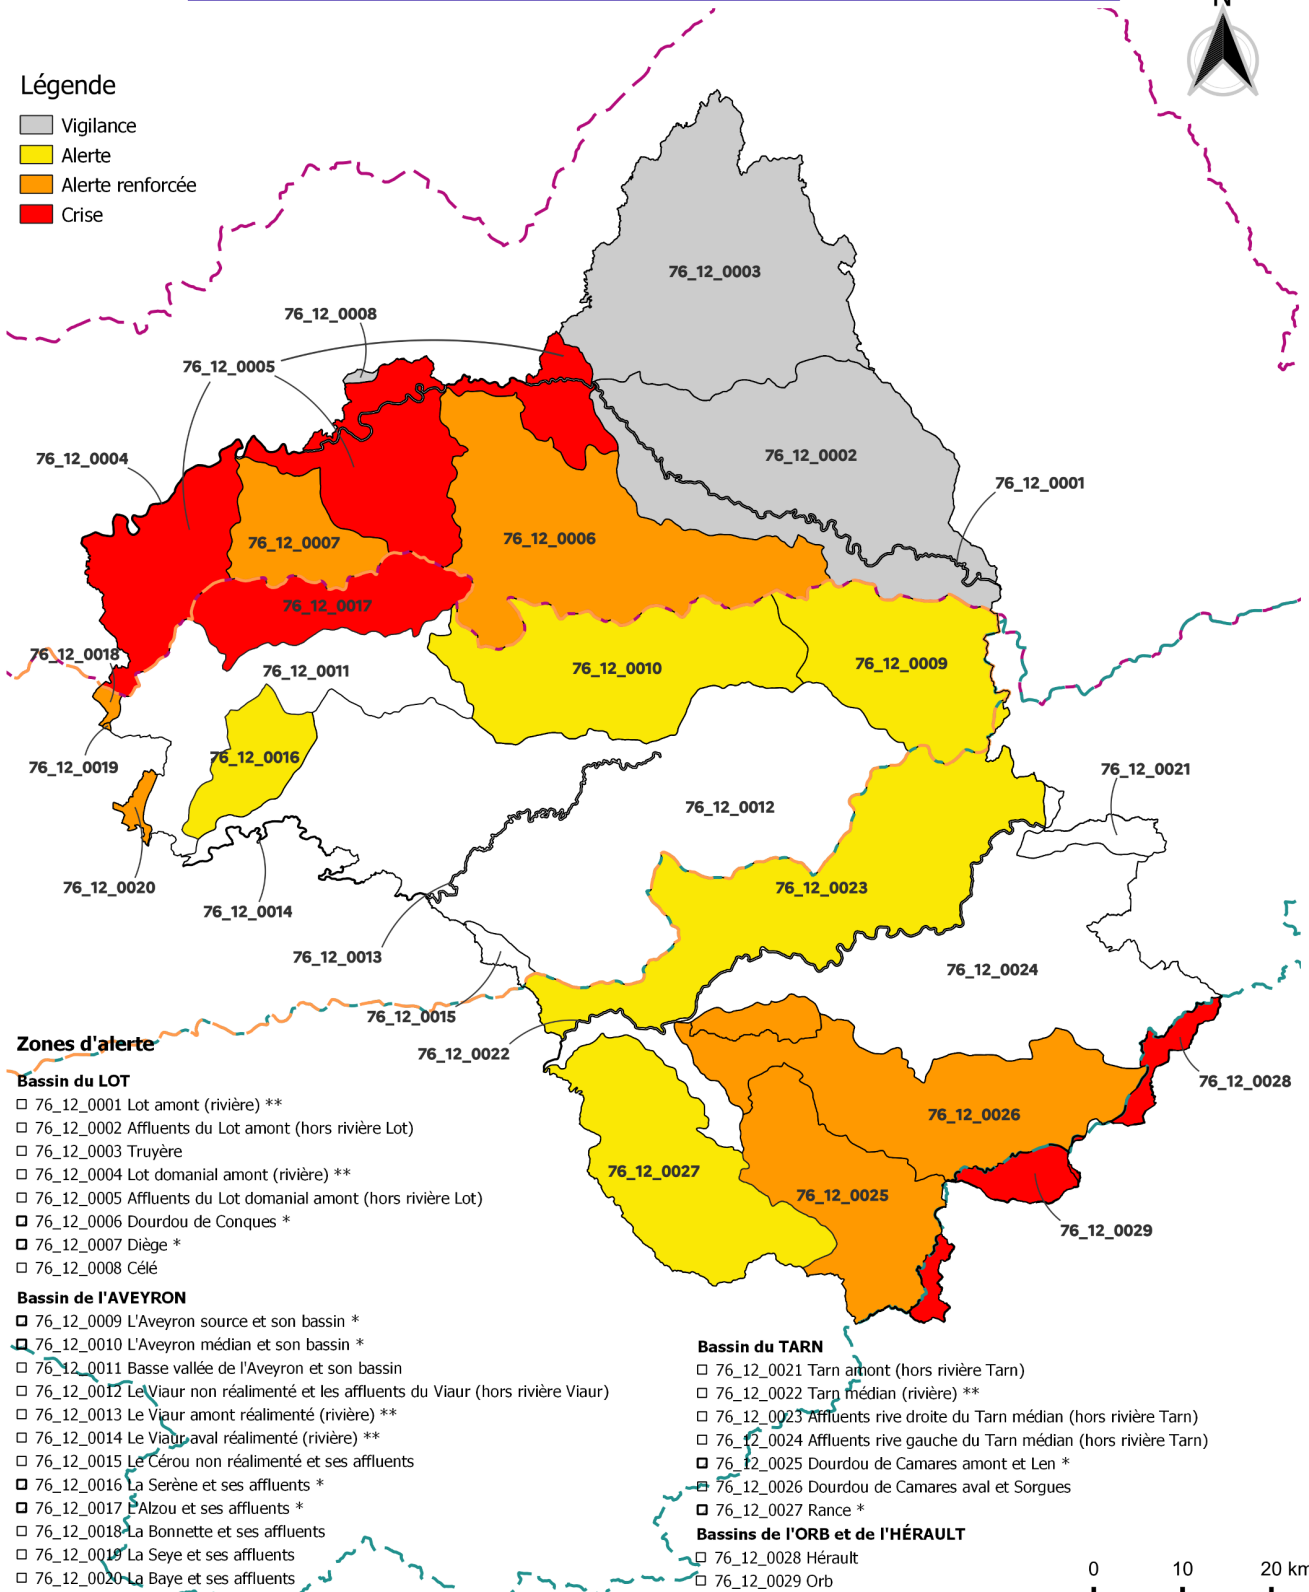 N
Légende
Vigilance
Alerte
Alerte renforcée
Crise
76_12_0003
76_12_0008
76_12_0005
76_12_0004
76_12_0002
76_12_0001
76_12_0007
76_12_0006
76_12_0017
76_12_0018
76_12_0011
76_12_0010
76_12_0009
76_12_0016
76_12_0019
76_12_0021
76_12_0012
76_12_0020
76_12_0023
76_12_0014
76_12_0013
76_12_0024
76_12_0015
76_12_0022
76_12_0028
76_12_0026
76_12_0027
76_12_0025
76_12_0029
Zones d'alerte
Bassin du LOT
76_12_0001 Lot amont (rivière) **
76_12_0002 Affluents du Lot amont (hors rivière Lot)
76_12_0003 Truyère
76_12_0004 Lot domanial amont (rivière) **
76_12_0005 Affluents du Lot domanial amont (hors rivière Lot)
76_12_0006 Dourdou de Conques *
76_12_0007 Diège *
76_12_0008 Célé
Bassin de l'AVEYRON
76_12_0009 L'Aveyron source et son bassin *
76_12_0010 L'Aveyron médian et son bassin *
76_12_0011 Basse vallée de l'Aveyron et son bassin
76_12_0012 Le Viaur non réalimenté et les affluents du Viaur (hors rivière Viaur)
76_12_0013 Le Viaur amont réalimenté (rivière) **
76_12_0014 Le Viaur aval réalimenté (rivière) **
76_12_0015 Le Cérou non réalimenté et ses affluents
76_12_0016 La Serène et ses affluents *
76_12_0017 L'Alzou et ses affluents *
76_12_0018 La Bonnette et ses affluents
76_12_0019 La Seye et ses affluents
76_12_0020 La Baye et ses affluents
Bassin du TARN
76_12_0021 Tarn amont (hors rivière Tarn)
76_12_0022 Tarn médian (rivière) **
76_12_0023 Affluents rive droite du Tarn médian (hors rivière Tarn)
76_12_0024 Affluents rive gauche du Tarn médian (hors rivière Tarn)
76_12_0025 Dourdou de Camares amont et Len *
76_12_0026 Dourdou de Camares aval et Sorgues
76_12_0027 Rance *
Bassins de l'ORB et de l'HÉRAULT
76_12_0028 Hérault
76_12_0029 Orb
0 10 20 km